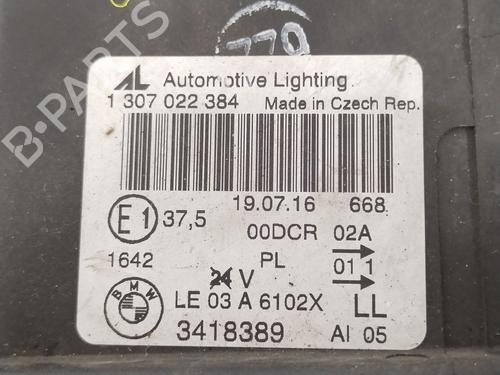 779
AL Automotive Lighting
1 307 022 384 Made in Czech Rep.
19.07.16 668
E1 37,5 00DCR 02A
1642 PL 01 1
24 V
BMW LE 03 A 6102X LL
3418389 AI 05
B-PARTS